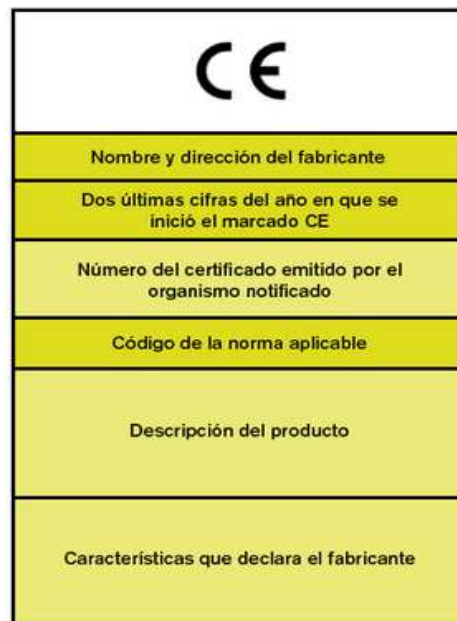 CE
Nombre y dirección del fabricante
Dos últimas cifras del año en que se
inició el marcado CE
Número del certificado emitido por el
organismo notificado
Código de la norma aplicable
Descripción del producto
Características que declara el fabricante